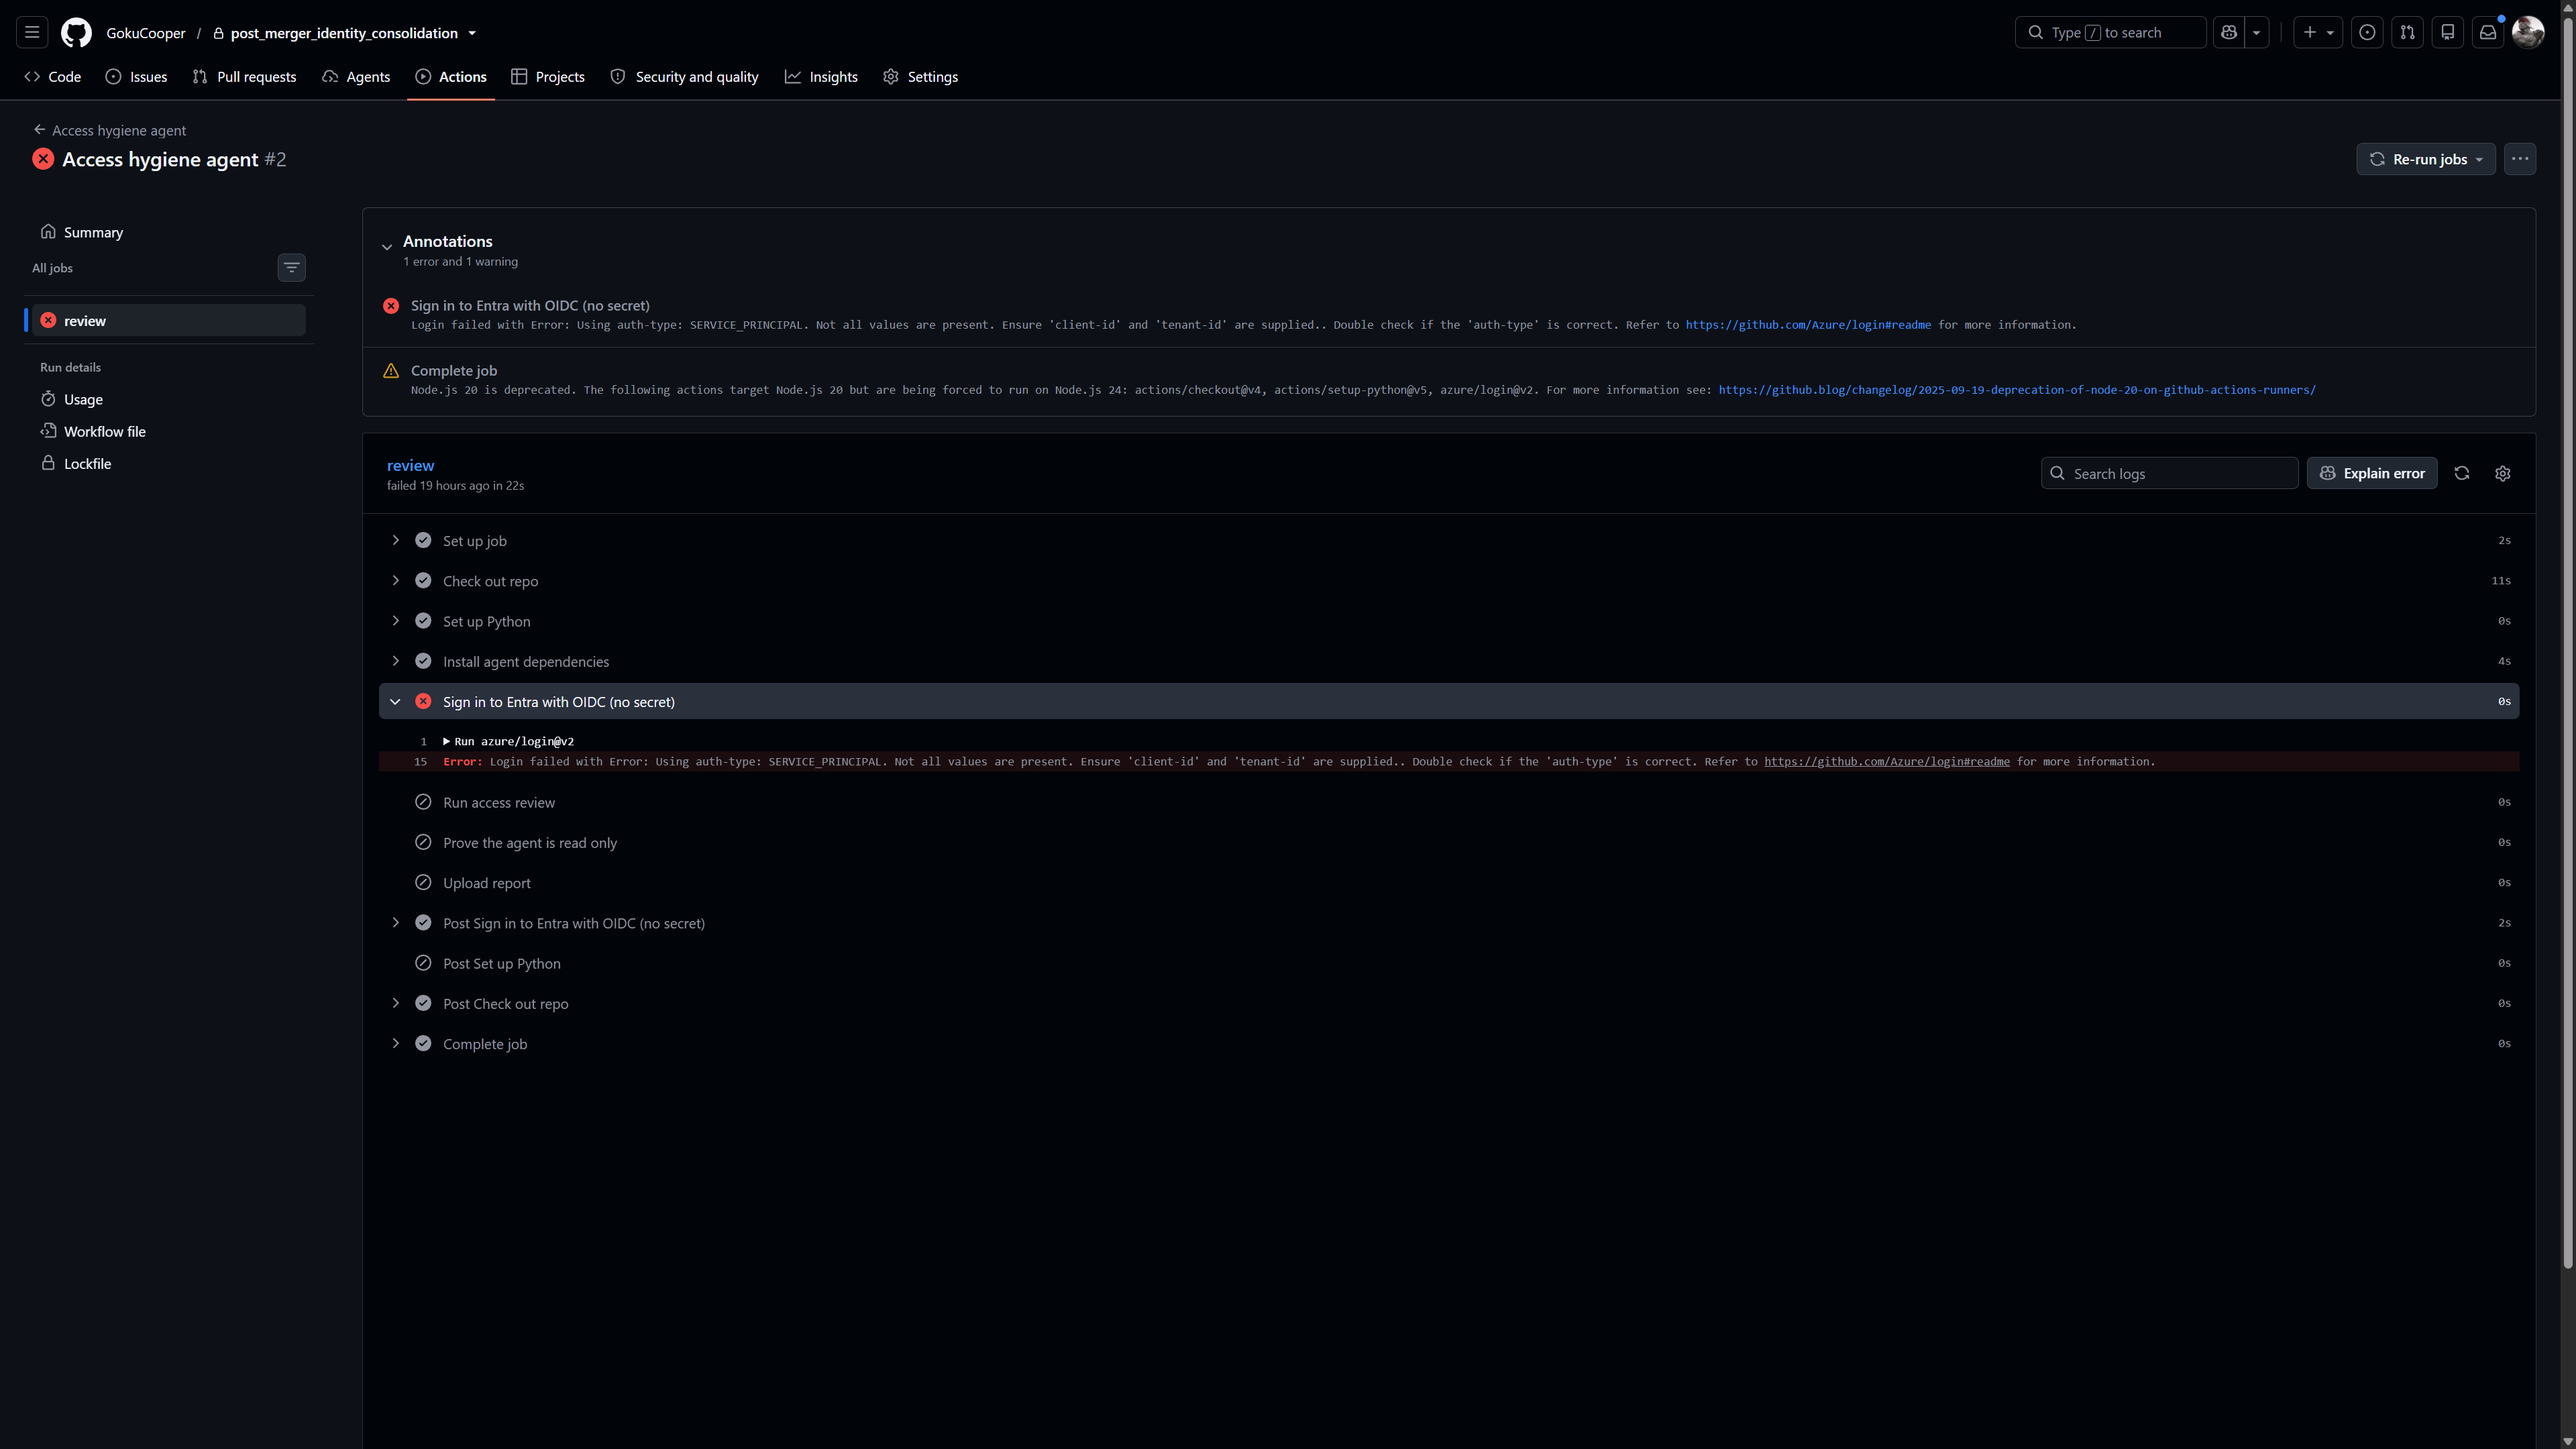 GokuCooper / post_merger_identity_consolidation
Type / to search
Code Issues Pull requests Agents Actions Projects Security and quality Insights Settings
Access hygiene agent
Access hygiene agent #2
Re-run jobs
Summary
All jobs
review
Run details
Usage
Workflow file
Lockfile
Annotations
1 error and 1 warning
Sign in to Entra with OIDC (no secret)
Login failed with Error: Using auth-type: SERVICE_PRINCIPAL. Not all values are present. Ensure 'client-id' and 'tenant-id' are supplied.. Double check if the 'auth-type' is correct. Refer to https://github.com/Azure/login#readme for more information.
Complete job
Node.js 20 is deprecated. The following actions target Node.js 20 but are being forced to run on Node.js 24: actions/checkout@v4, actions/setup-python@v5, azure/login@v2. For more information see: https://github.blog/changelog/2025-09-19-deprecation-of-node-20-on-github-actions-runners/
review
failed 19 hours ago in 22s
Search logs
Explain error
Set up job 2s
Check out repo 11s
Set up Python 0s
Install agent dependencies 4s
Sign in to Entra with OIDC (no secret) 0s
1 Run azure/login@v2
15 Error: Login failed with Error: Using auth-type: SERVICE_PRINCIPAL. Not all values are present. Ensure 'client-id' and 'tenant-id' are supplied.. Double check if the 'auth-type' is correct. Refer to https://github.com/Azure/login#readme for more information.
Run access review 0s
Prove the agent is read only 0s
Upload report 0s
Post Sign in to Entra with OIDC (no secret) 2s
Post Set up Python 0s
Post Check out repo 0s
Complete job 0s